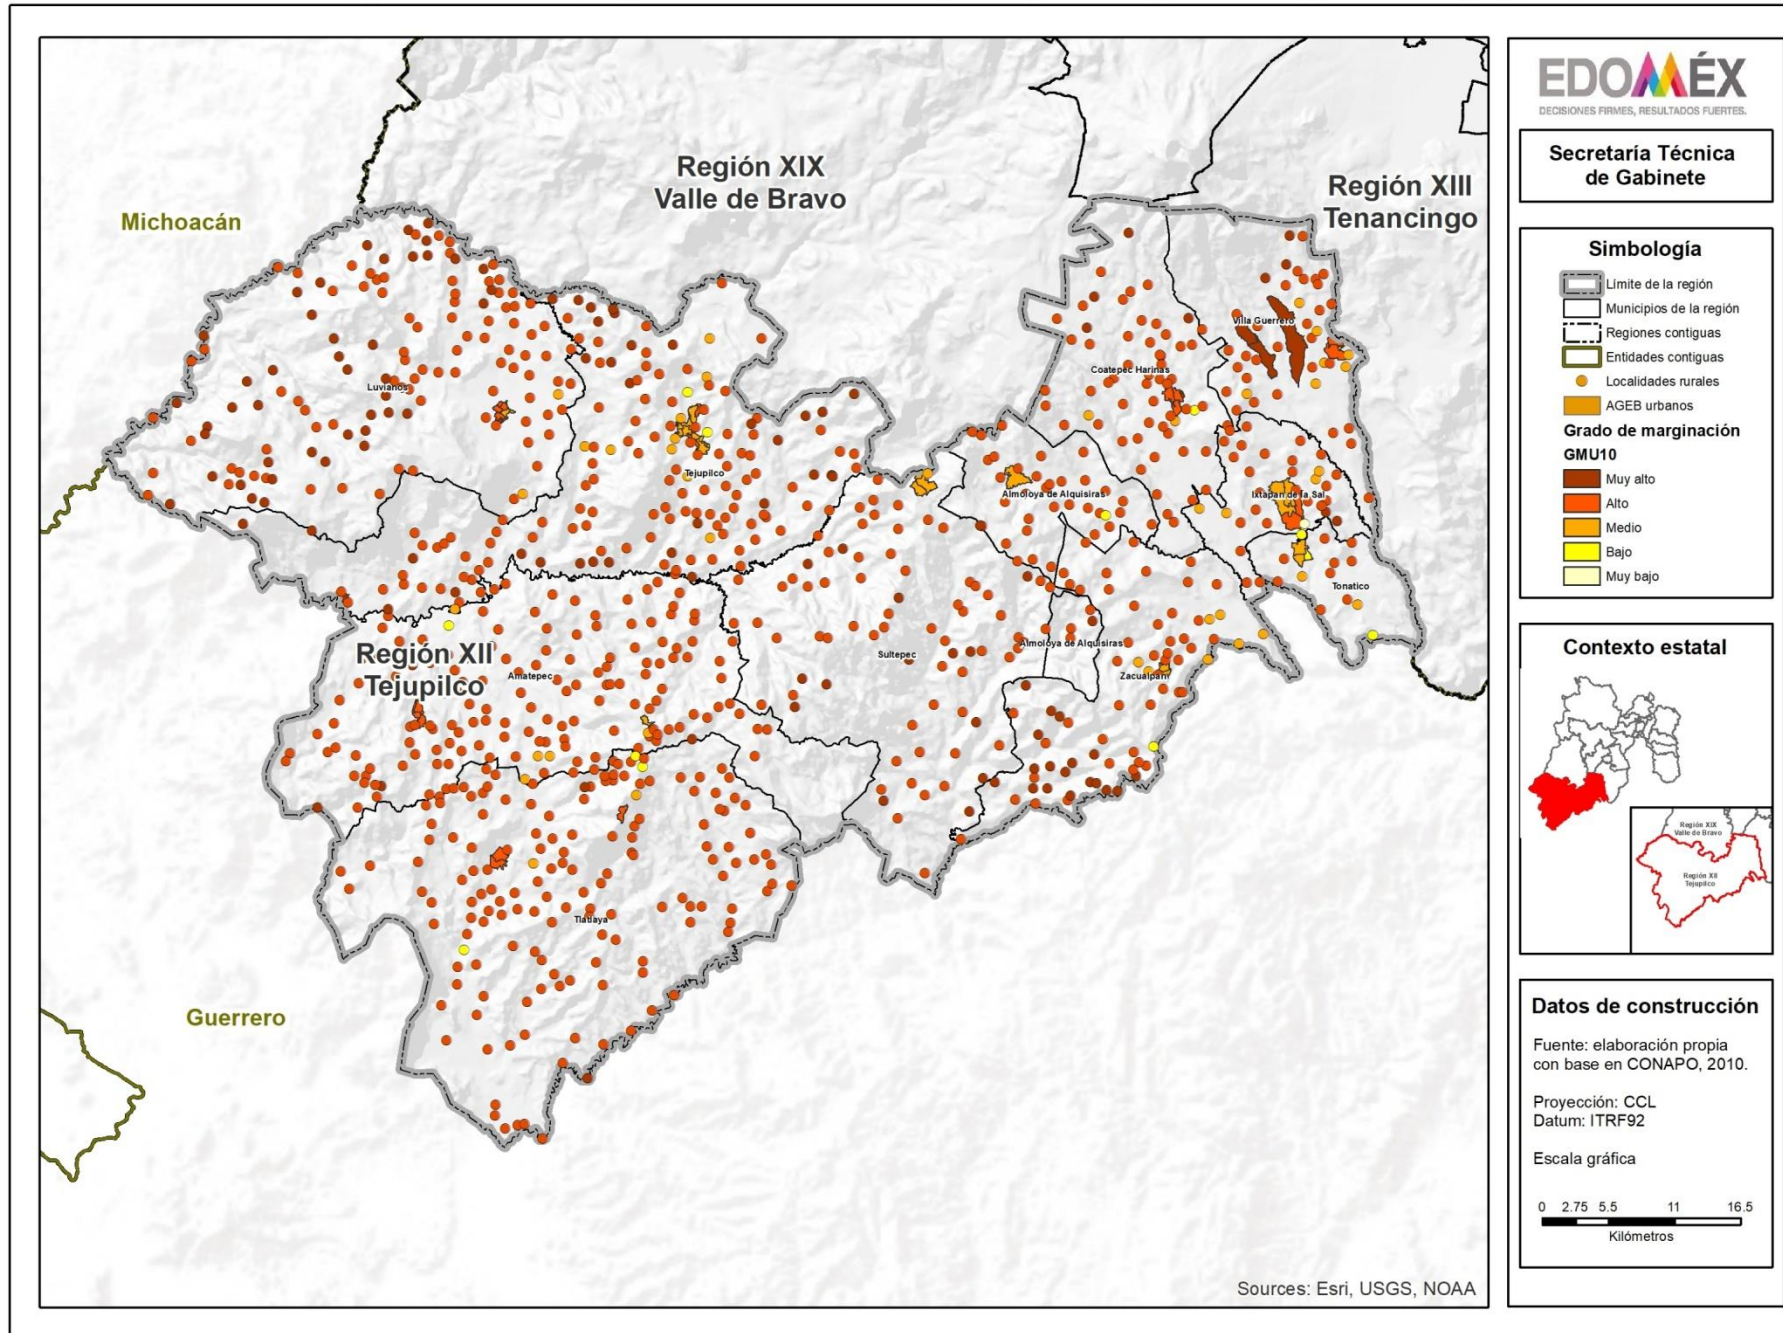 Región XIX
Valle de Bravo
Región XIII
Tenancingo
Michoacán
Villa Guerrero
Coatepec Harinas
Luvianos
Tejupilco
Almoloya de Alquisiras
Ixtapan de la Sal
Tonatico
Región XII
Tejupilco
Amatepec
Sultepec
Almoloya de Alquisiras
Zacualpan
Tlatlaya
Guerrero
Sources: Esri, USGS, NOAA
EDOMÉX
DECISIONES FIRMES, RESULTADOS FUERTES.
Secretaría Técnica
de Gabinete
Simbología
Límite de la región
Municipios de la región
Regiones contiguas
Entidades contiguas
Localidades rurales
AGEB urbanos
Grado de marginación
GMU10
Muy alto
Alto
Medio
Bajo
Muy bajo
Contexto estatal
Región XIX
Valle de Bravo
Región XII
Tejupilco
Datos de construcción
Fuente: elaboración propia
con base en CONAPO, 2010.
Proyección: CCL
Datum: ITRF92
Escala gráfica
0 2.75 5.5 11 16.5
Kilómetros